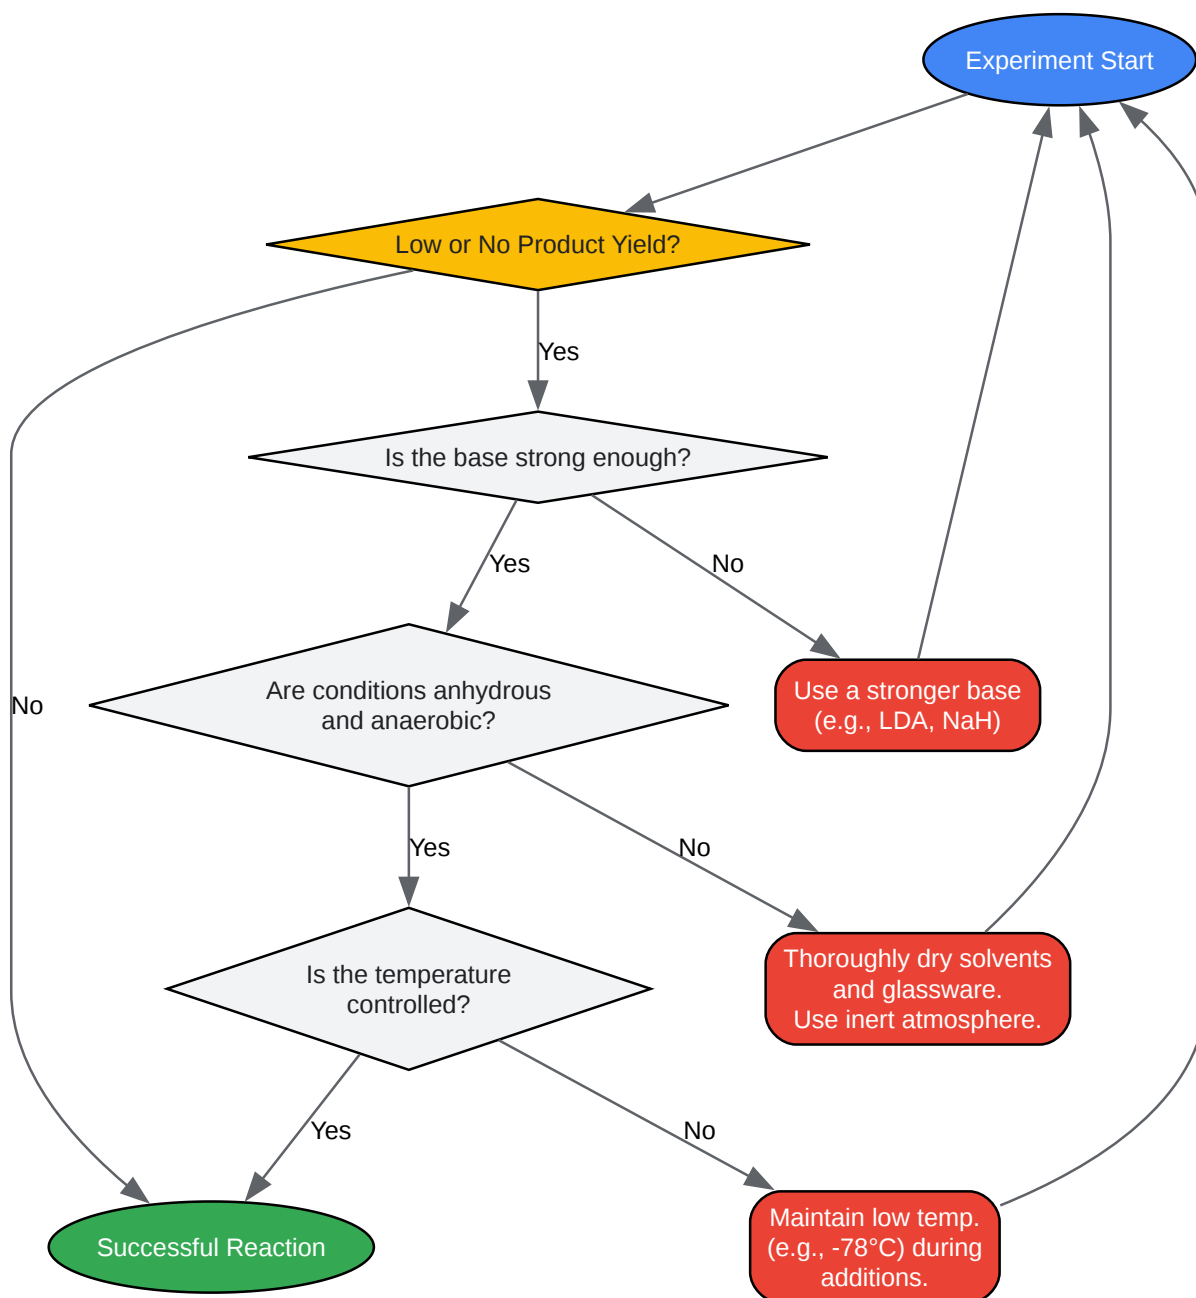 Experiment Start
Low or No Product Yield?
Yes
Is the base strong enough?
Yes
No
Are conditions anhydrous
and anaerobic?
Use a stronger base
(e.g., LDA, NaH)
No
Yes
No
Is the temperature
controlled?
Thoroughly dry solvents
and glassware.
Use inert atmosphere.
Yes
No
Successful Reaction
Maintain low temp.
(e.g., -78°C) during
additions.